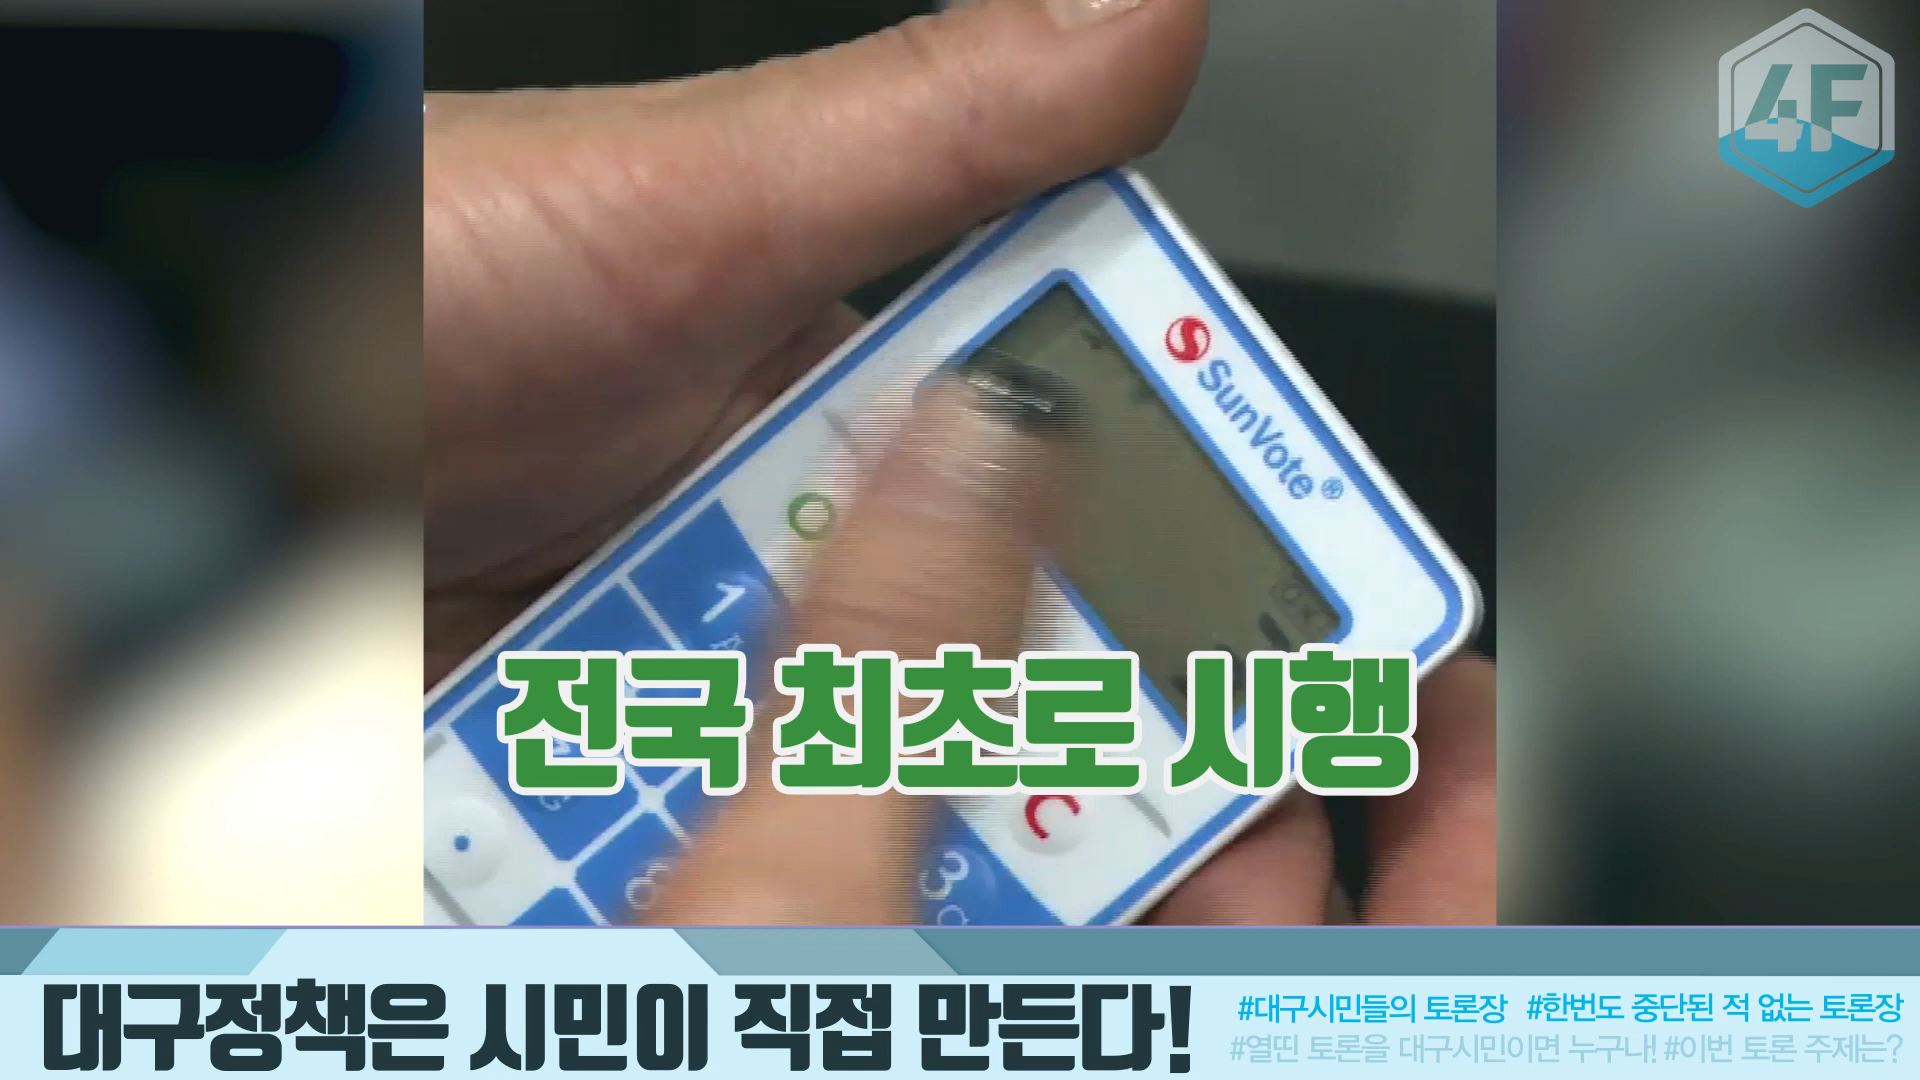 4F
SunVote®
1
3
8
C
전국 최초로 시행
대구정책은 시민이 직접 만든다!
#대구시민들의 토론장 #한번도 중단된 적 없는 토론장
#열띤 토론을 대구시민이면 누구나! #이번 토론 주제는?